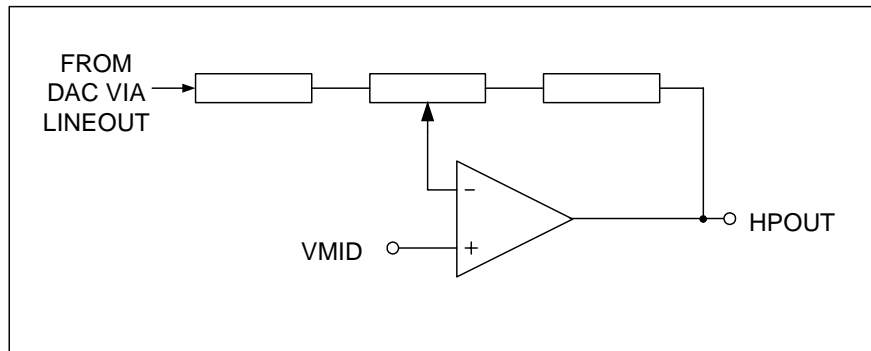 FROM
DAC VIA
LINEOUT
−
VMID
+
HPOUT